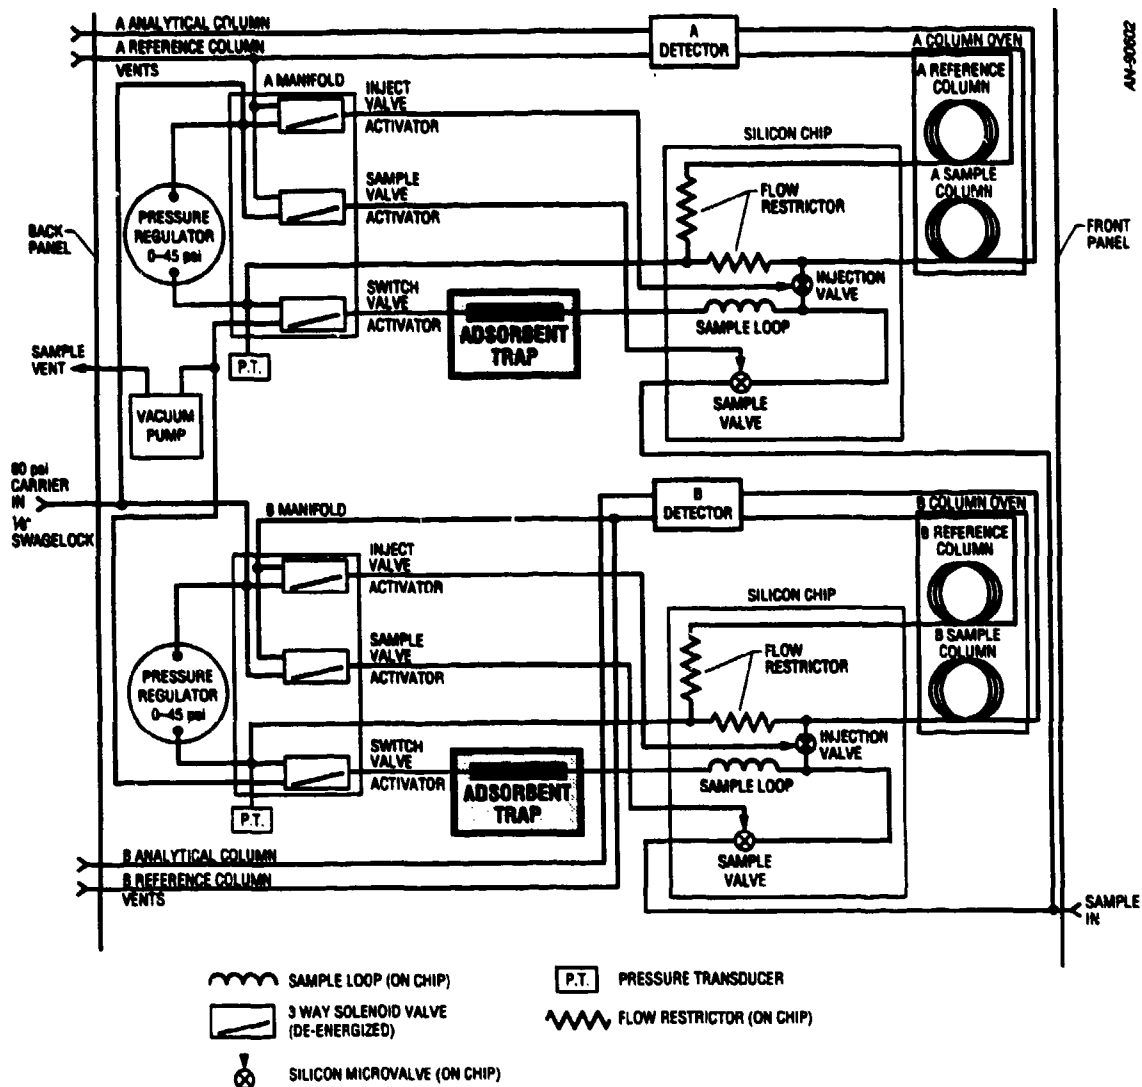 A ANALYTICAL COLUMN
A REFERENCE COLUMN
VENTS
A
DETECTOR
AN-90602
A COLUMN OVEN
A REFERENCE
COLUMN
A SAMPLE
COLUMN
A MANIFOLD
INJECT
VALVE
ACTIVATOR
SAMPLE
VALVE
ACTIVATOR
SWITCH
VALVE
ACTIVATOR
SILICON CHIP
FLOW
RESTRICTOR
INJECTION
VALVE
SAMPLE LOOP
SAMPLE
VALVE
BACK
PANEL
PRESSURE
REGULATOR
0–45 psi
FRONT
PANEL
ADSORBENT
TRAP
P.T.
SAMPLE
VENT
VACUUM
PUMP
80 psi
CARRIER
IN
⅛"
SWAGELOCK
B MANIFOLD
B
DETECTOR
B COLUMN OVEN
B REFERENCE
COLUMN
B SAMPLE
COLUMN
INJECT
VALVE
ACTIVATOR
SAMPLE
VALVE
ACTIVATOR
SWITCH
VALVE
ACTIVATOR
SILICON CHIP
FLOW
RESTRICTOR
INJECTION
VALVE
SAMPLE LOOP
SAMPLE
VALVE
PRESSURE
REGULATOR
0–45 psi
ADSORBENT
TRAP
P.T.
B ANALYTICAL COLUMN
B REFERENCE COLUMN
VENTS
SAMPLE
IN
SAMPLE LOOP (ON CHIP)
P.T. PRESSURE TRANSDUCER
3 WAY SOLENOID VALVE
(DE-ENERGIZED)
FLOW RESTRICTOR (ON CHIP)
SILICON MICROVALVE (ON CHIP)